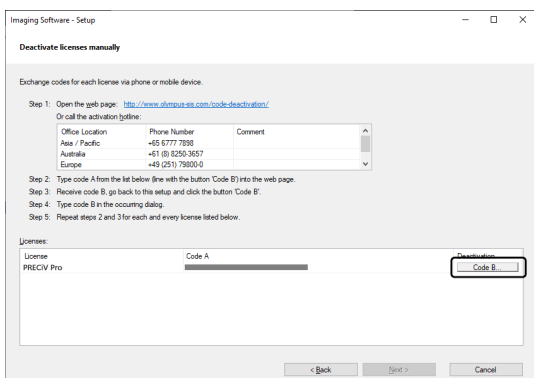 Imaging Software - Setup
Deactivate licenses manually
Exchange codes for each license via phone or mobile device.
Step 1: Open the web page: http://www.olympus-sis.com/code-deactivation/
Or call the activation hotline:
Office Location Phone Number Comment
Asia / Pacific +65 6777 7898
Australia +61 (8) 8250-3657
Europe +49 (251) 79800-0
Step 2: Type code A from the list below (line with the button 'Code B') into the web page.
Step 3: Receive code B, go back to this setup and click the button 'Code B'.
Step 4: Type code B in the occurring dialog.
Step 5: Repeat steps 2 and 3 for each and every license listed below.
Licenses:
License Code A Deactivation
PRECiV Pro Code B...
< Back Next > Cancel